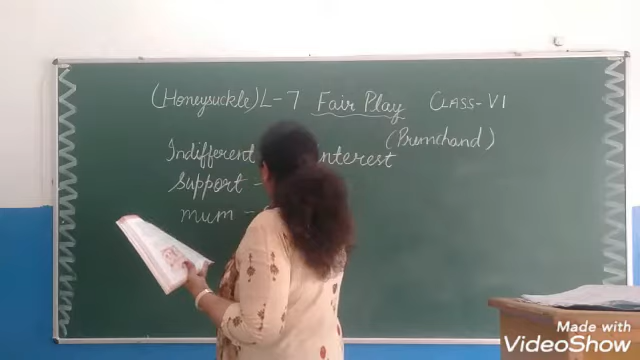 (Honeysuckle) L-7 Fair Play CLASS-VI
(Premchand)
Indifferent interest
Support -
mum -
Made with
VideoShow